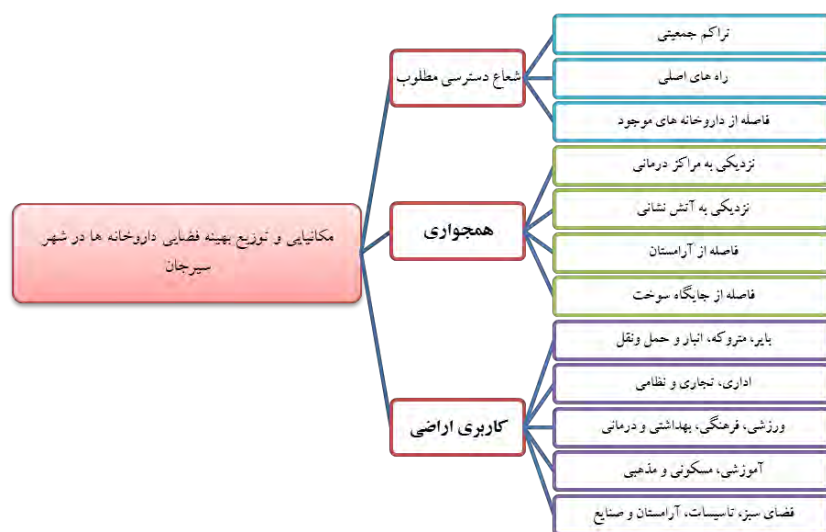 تراکم جمعیتی
شعاع دسترسی مطلوب
راه های اصلی
فاصله از داروخانه های موجود
نزدیکی به مراکز درمانی
نزدیکی به آتش نشانی
همجواری
فاصله از آرامستان
فاصله از جایگاه سوخت
مکانیابی و توزیع بهینه فضایی داروخانه ها در شهر
سیرجان
بایر، متروکه، انبار و حمل ونقل
اداری، تجاری و نظامی
کاربری اراضی
ورزشی، فرهنگی، بهداشتی و درمانی
آموزشی، مسکونی و مذهبی
فضای سبز، تاسیسات، آرامستان و صنایع